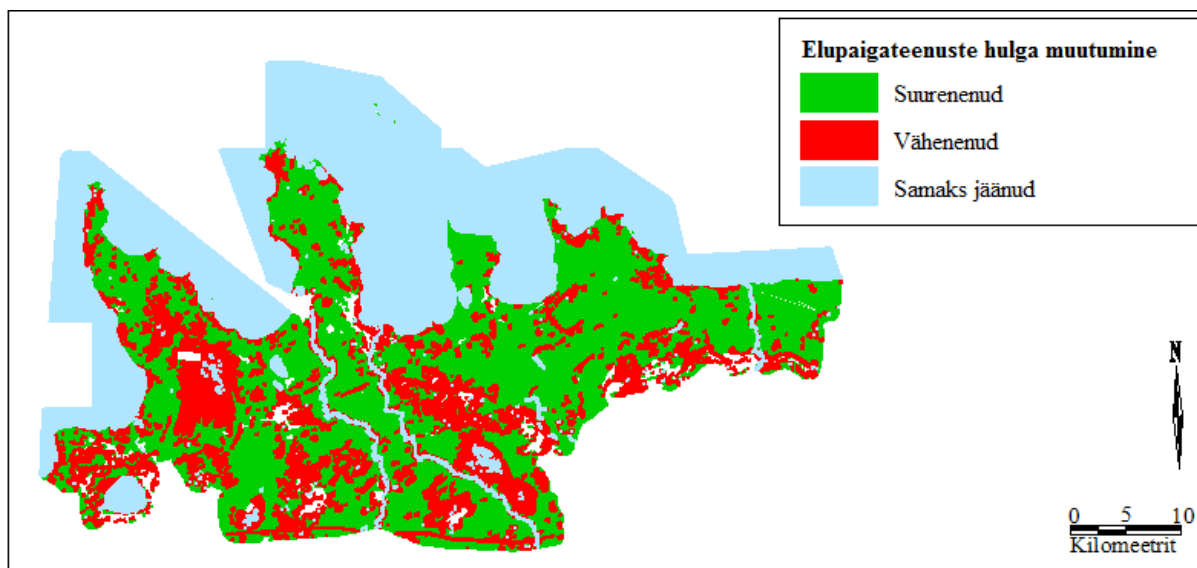 Elupaigateenuste hulga muutumine
Suurenenud
Vähenenud
Samaks jäänud
N
0 5 10
Kilomeetrit